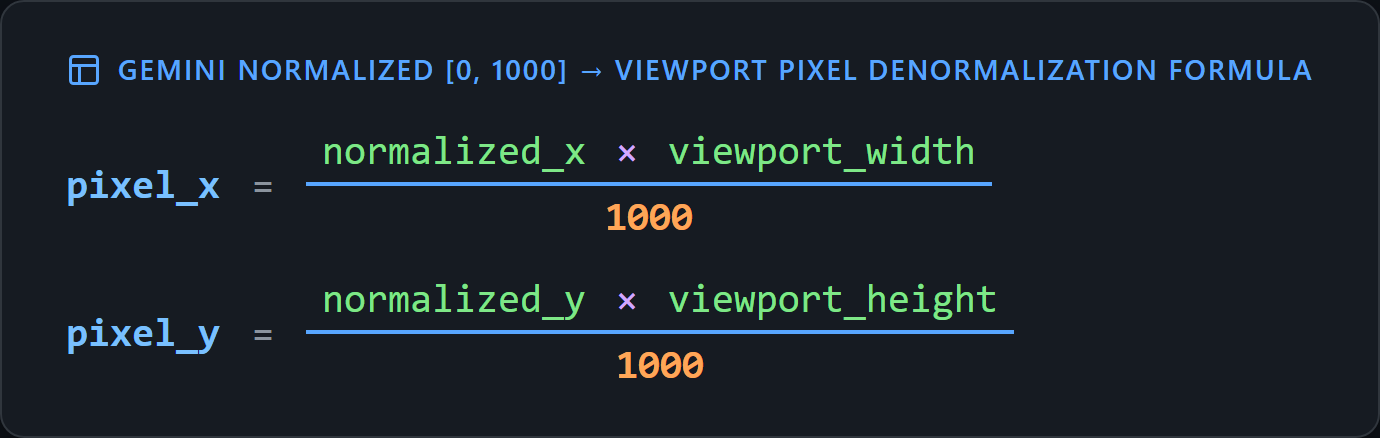 GEMINI NORMALIZED [0, 1000] → VIEWPORT PIXEL DENORMALIZATION FORMULA
normalized_x × viewport_width
pixel_x =
1000
normalized_y × viewport_height
pixel_y =
1000